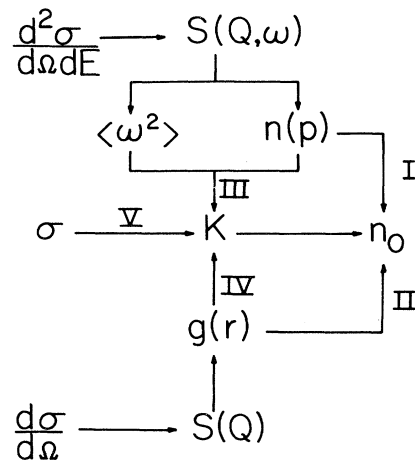 d²σ/dΩdE S(Q,ω)
<ω²> n(p)
I
III
σ V K n₀
IV II
g(r)
dσ/dΩ S(Q)